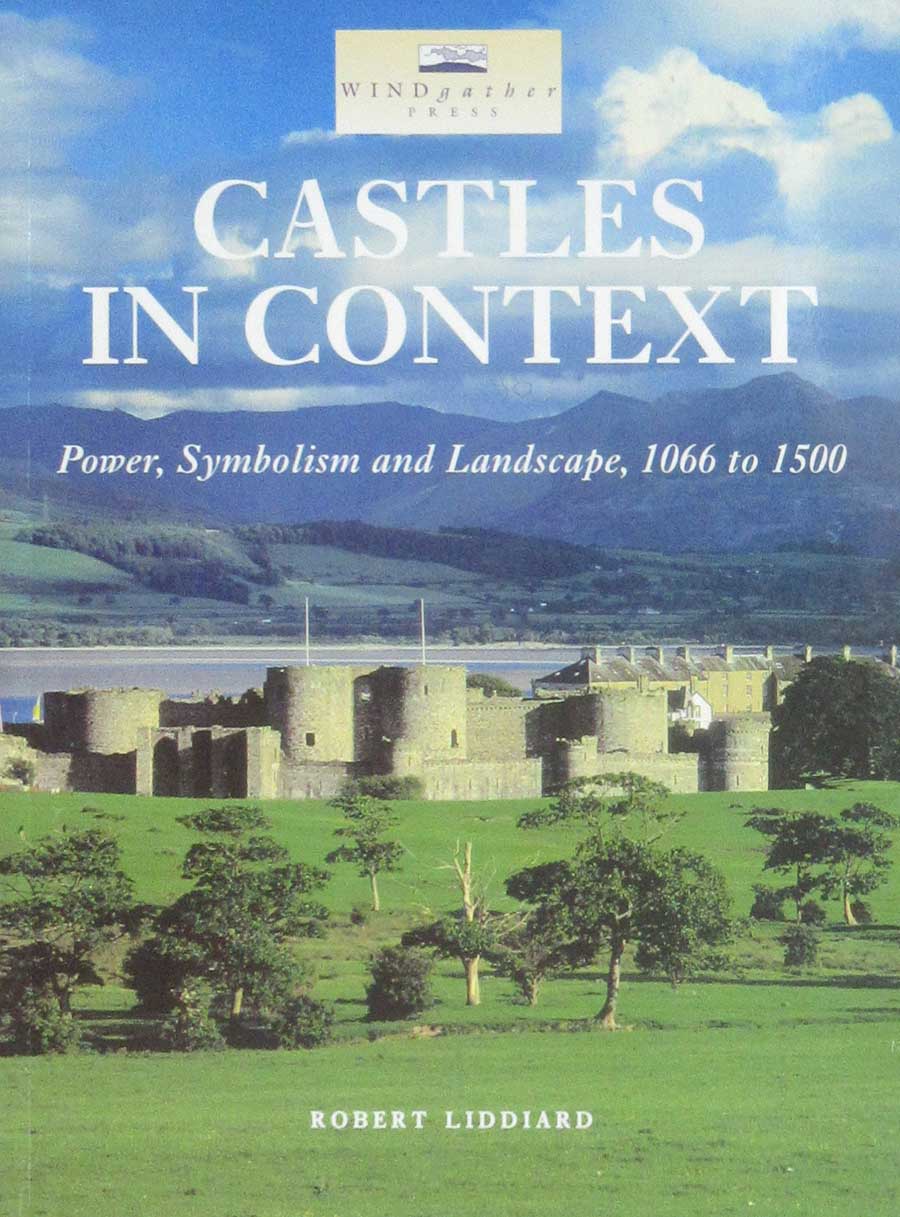 WINDgather
PRESS
CASTLES
IN CONTEXT
Power, Symbolism and Landscape, 1066 to 1500
ROBERT LIDDIARD